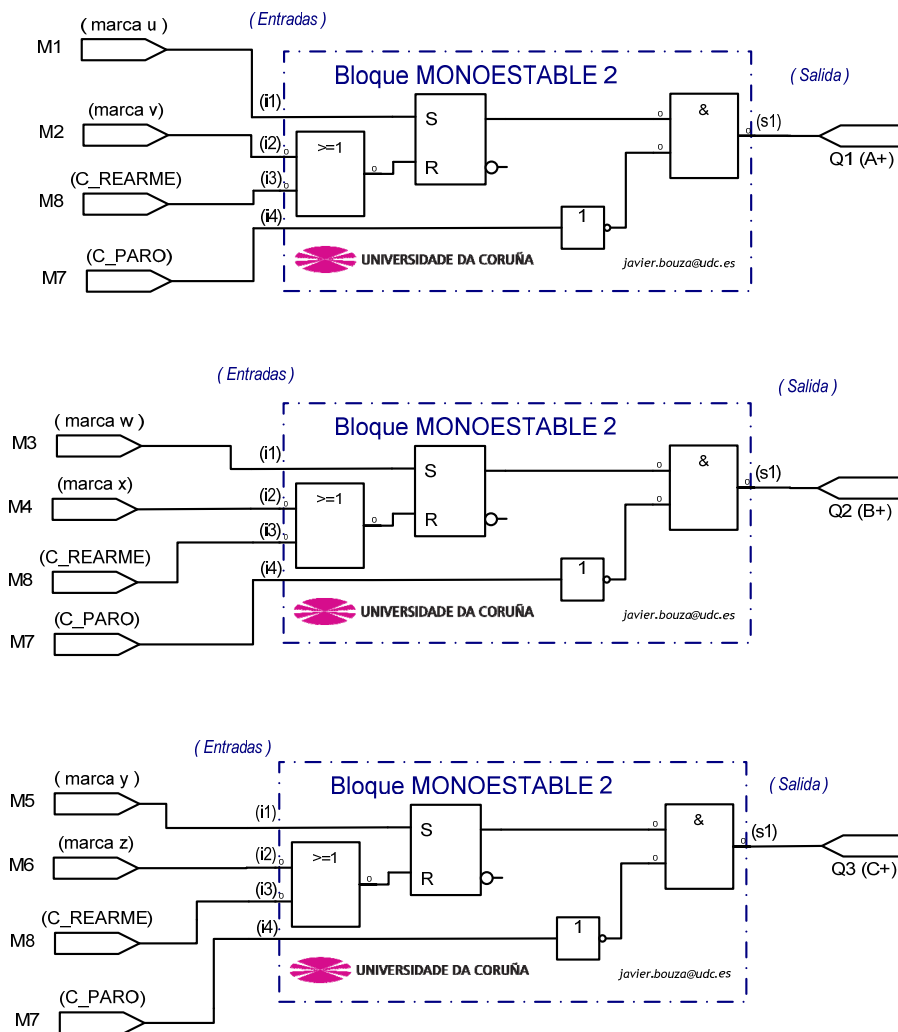 ( Entradas )
( marca u )
M1
Bloque MONOESTABLE 2
( Salida )
(i1)
S
&
(marca v)
M2
(i2)
>=1
(s1)
Q1 (A+)
R
(C_REARME)
M8
(i3)
(i4)
1
(C_PARO)
M7
UNIVERSIDADE DA CORUÑA
javier.bouza@udc.es
( Entradas )
( Salida )
( marca w )
M3
Bloque MONOESTABLE 2
(i1)
S
&
(marca x)
M4
(i2)
>=1
(s1)
Q2 (B+)
R
(i3)
(C_REARME)
M8
(i4)
1
(C_PARO)
M7
UNIVERSIDADE DA CORUÑA
javier.bouza@udc.es
( Entradas )
( marca y )
M5
Bloque MONOESTABLE 2
( Salida )
(i1)
S
&
(marca z)
M6
(i2)
>=1
(s1)
Q3 (C+)
R
(i3)
(C_REARME)
M8
(i4)
1
UNIVERSIDADE DA CORUÑA
javier.bouza@udc.es
(C_PARO)
M7